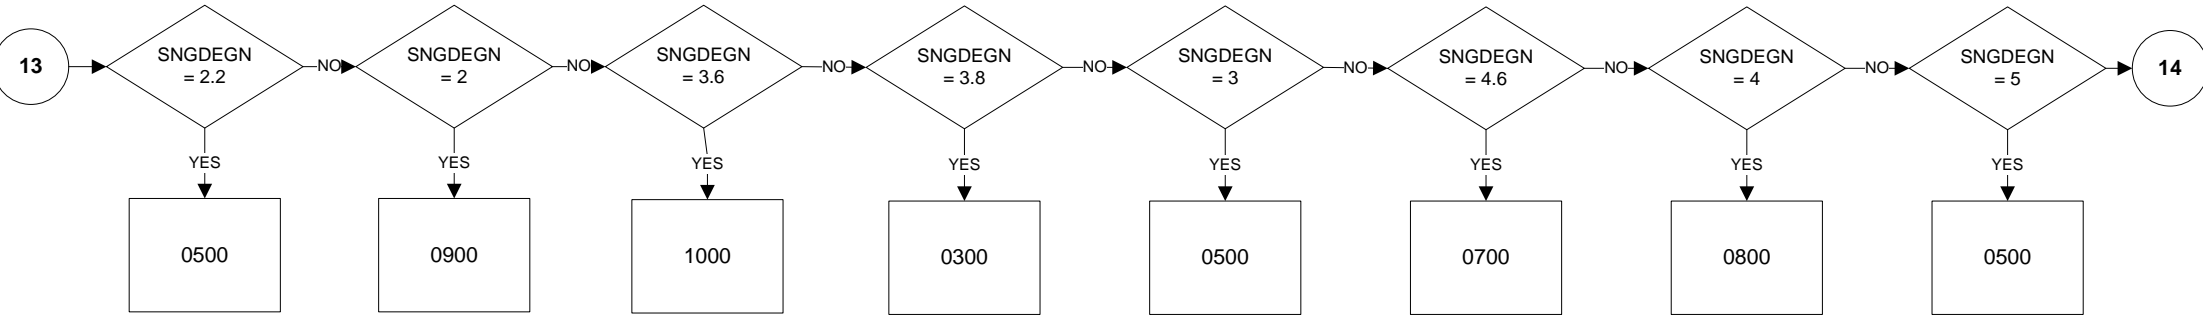 13
SNGDEGN
= 2.2
NO
SNGDEGN
= 2
NO
SNGDEGN
= 3.6
NO
SNGDEGN
= 3.8
NO
SNGDEGN
= 3
NO
SNGDEGN
= 4.6
NO
SNGDEGN
= 4
NO
SNGDEGN
= 5
14
YES
YES
YES
YES
YES
YES
YES
YES
0500
0900
1000
0300
0500
0700
0800
0500